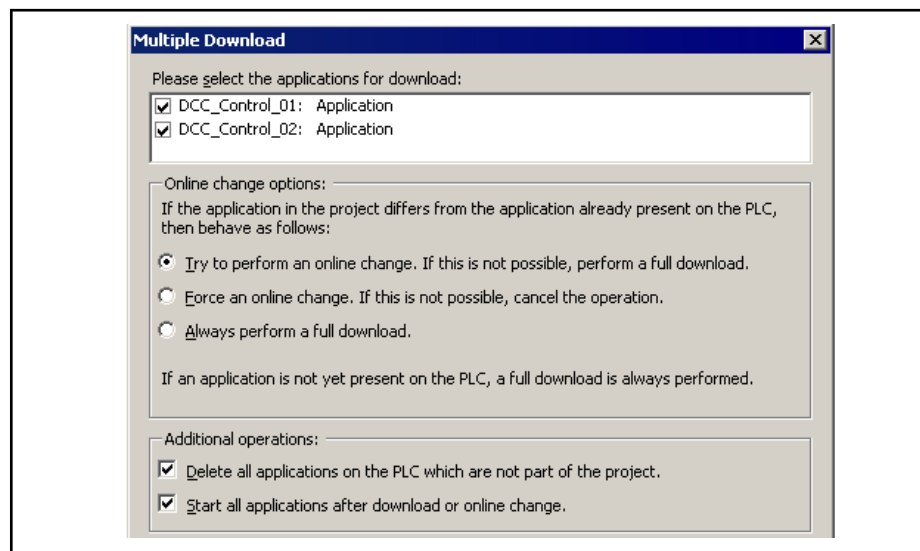 Multiple Download
Please select the applications for download:
DCC_Control_01: Application
DCC_Control_02: Application
Online change options:
If the application in the project differs from the application already present on the PLC,
then behave as follows:
Try to perform an online change. If this is not possible, perform a full download.
Force an online change. If this is not possible, cancel the operation.
Always perform a full download.
If an application is not yet present on the PLC, a full download is always performed.
Additional operations:
Delete all applications on the PLC which are not part of the project.
Start all applications after download or online change.